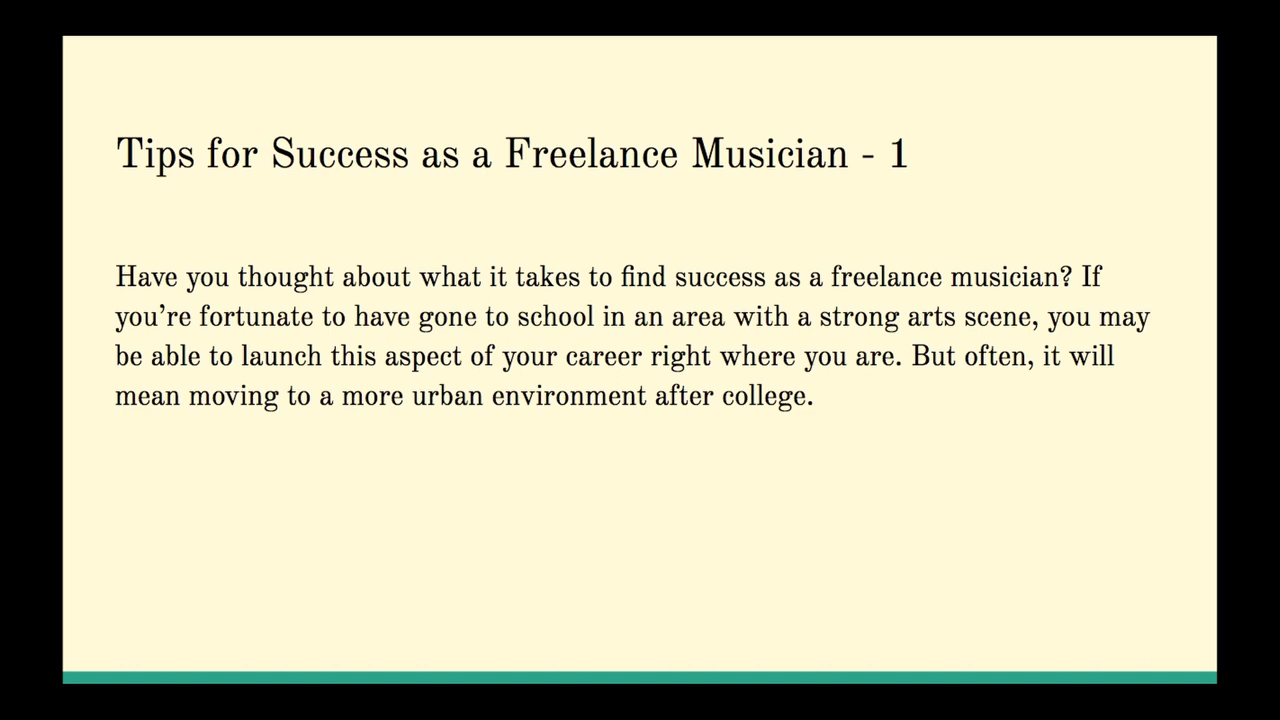 Tips for Success as a Freelance Musician - 1
Have you thought about what it takes to find success as a freelance musician? If
you’re fortunate to have gone to school in an area with a strong arts scene, you may
be able to launch this aspect of your career right where you are. But often, it will
mean moving to a more urban environment after college.